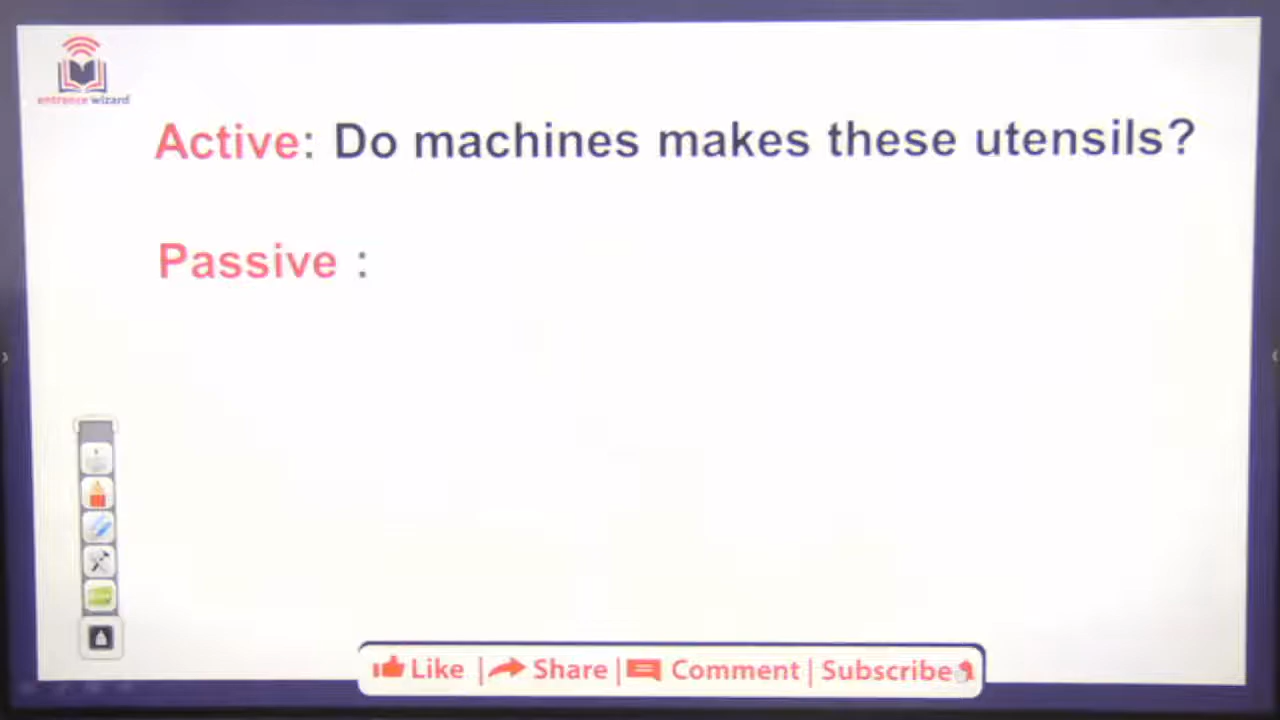 entrance wizard
Active: Do machines makes these utensils?
Passive :
Like | Share | Comment | Subscribe